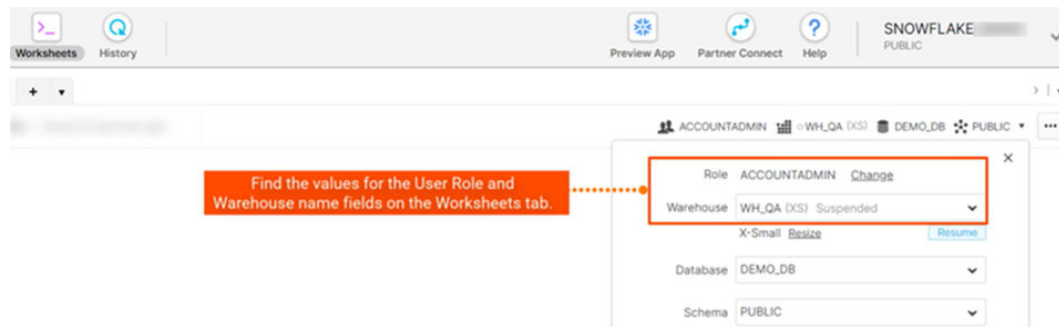 SNOWFLAKE
PUBLIC
Worksheets History Preview App Partner Connect Help
+
ACCOUNTADMIN WH_QA (XS) DEMO_DB PUBLIC ...
×
Role ACCOUNTADMIN Change
Find the values for the User Role and
Warehouse name fields on the Worksheets tab.
Warehouse WH_QA (XS) Suspended
X-Small Resize Resume
Database DEMO_DB
Schema PUBLIC